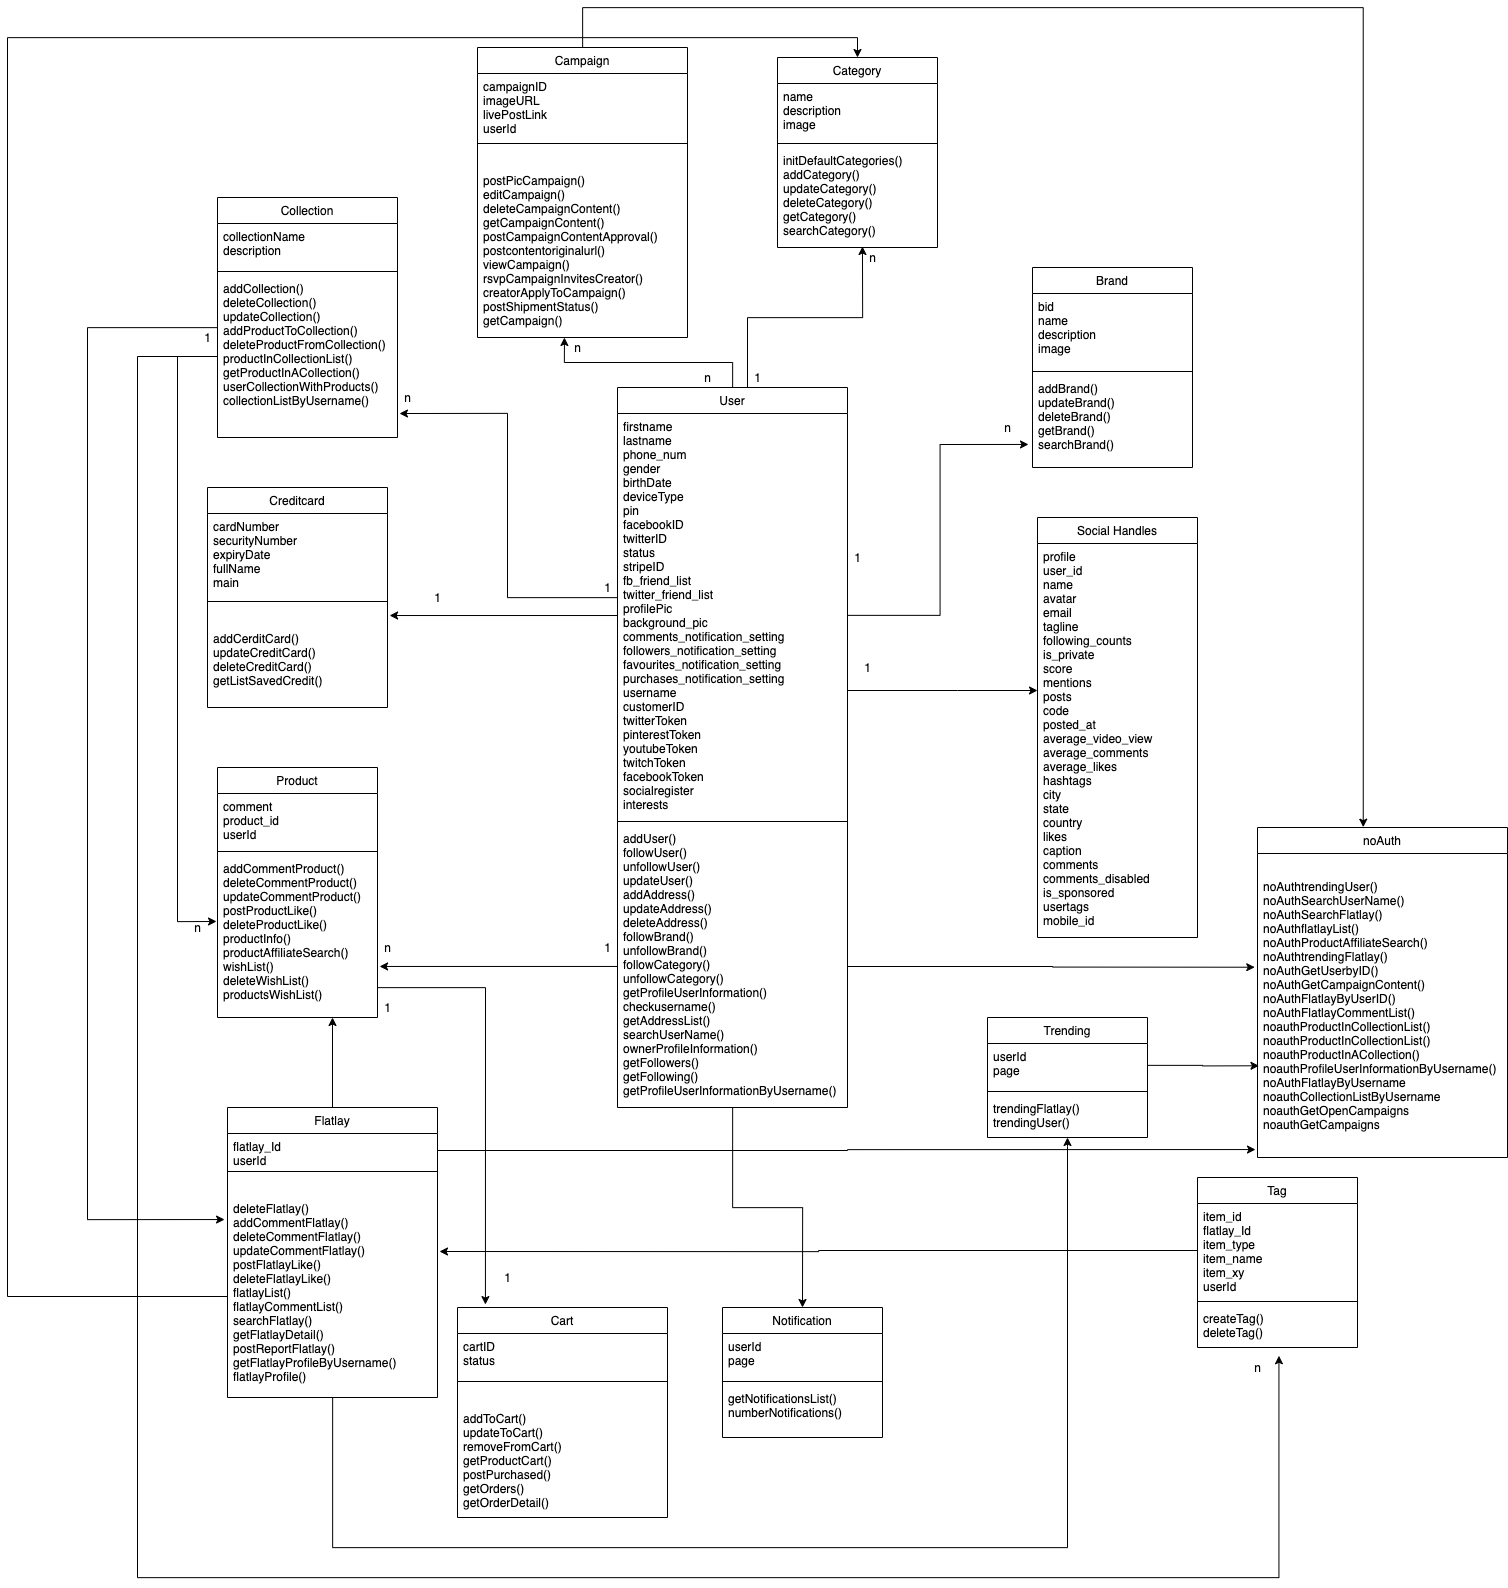 Campaign
campaignID
imageURL
livePostLink
userId
postPicCampaign()
editCampaign()
deleteCampaignContent()
getCampaignContent()
postCampaignContentApproval()
postcontentoriginalurl()
viewCampaign()
rsvpCampaignInvitesCreator()
creatorApplyToCampaign()
postShipmentStatus()
getCampaign()
n
n
Category
name
description
image
initDefaultCategories()
addCategory()
updateCategory()
deleteCategory()
getCategory()
searchCategory()
n
1
Collection
collectionName
description
addCollection()
deleteCollection()
updateCollection()
addProductToCollection()
deleteProductFromCollection()
productInCollectionList()
getProductInACollection()
userCollectionWithProducts()
collectionListByUsername()
1
n
1
Brand
bid
name
description
image
addBrand()
updateBrand()
deleteBrand()
getBrand()
searchBrand()
n
1
User
firstname
lastname
phone_num
gender
birthDate
deviceType
pin
facebookID
twitterID
status
stripeID
fb_friend_list
twitter_friend_list
profilePic
background_pic
comments_notification_setting
followers_notification_setting
favourites_notification_setting
purchases_notification_setting
username
customerID
twitterToken
pinterestToken
youtubeToken
twitchToken
facebookToken
socialregister
interests
addUser()
followUser()
unfollowUser()
updateUser()
addAddress()
updateAddress()
deleteAddress()
followBrand()
unfollowBrand()
followCategory()
unfollowCategory()
getProfileUserInformation()
checkusername()
getAddressList()
searchUserName()
ownerProfileInformation()
getFollowers()
getFollowing()
getProfileUserInformationByUsername()
Creditcard
cardNumber
securityNumber
expiryDate
fullName
main
addCerditCard()
updateCreditCard()
deleteCreditCard()
getListSavedCredit()
1
Social Handles
profile
user_id
name
avatar
email
tagline
following_counts
is_private
score
mentions
posts
code
posted_at
average_video_view
average_comments
average_likes
hashtags
city
state
country
likes
caption
comments
comments_disabled
is_sponsored
usertags
mobile_id
1
Product
comment
product_id
userId
addCommentProduct()
deleteCommentProduct()
updateCommentProduct()
postProductLike()
deleteProductLike()
productInfo()
productAffiliateSearch()
wishList()
deleteWishList()
productsWishList()
n
n
1
1
noAuth
noAuthtrendingUser()
noAuthSearchUserName()
noAuthSearchFlatlay()
noAuthflatlayList()
noAuthProductAffiliateSearch()
noAuthtrendingFlatlay()
noAuthGetUserbyID()
noAuthGetCampaignContent()
noAuthFlatlayByUserID()
noAuthFlatlayCommentList()
noauthProductInCollectionList()
noauthProductInCollectionList()
noauthProductInACollection()
noauthProfileUserInformationByUsername()
noAuthFlatlayByUsername
noauthCollectionListByUsername
noauthGetOpenCampaigns
noauthGetCampaigns
Trending
userId
page
trendingFlatlay()
trendingUser()
Flatlay
flatlay_Id
userId
deleteFlatlay()
addCommentFlatlay()
deleteCommentFlatlay()
updateCommentFlatlay()
postFlatlayLike()
deleteFlatlayLike()
flatlayList()
flatlayCommentList()
searchFlatlay()
getFlatlayDetail()
postReportFlatlay()
getFlatlayProfileByUsername()
flatlayProfile()
Tag
item_id
flatlay_Id
item_type
item_name
item_xy
userId
createTag()
deleteTag()
n
1
Cart
cartID
status
addToCart()
updateToCart()
removeFromCart()
getProductCart()
postPurchased()
getOrders()
getOrderDetail()
Notification
userId
page
getNotificationsList()
numberNotifications()